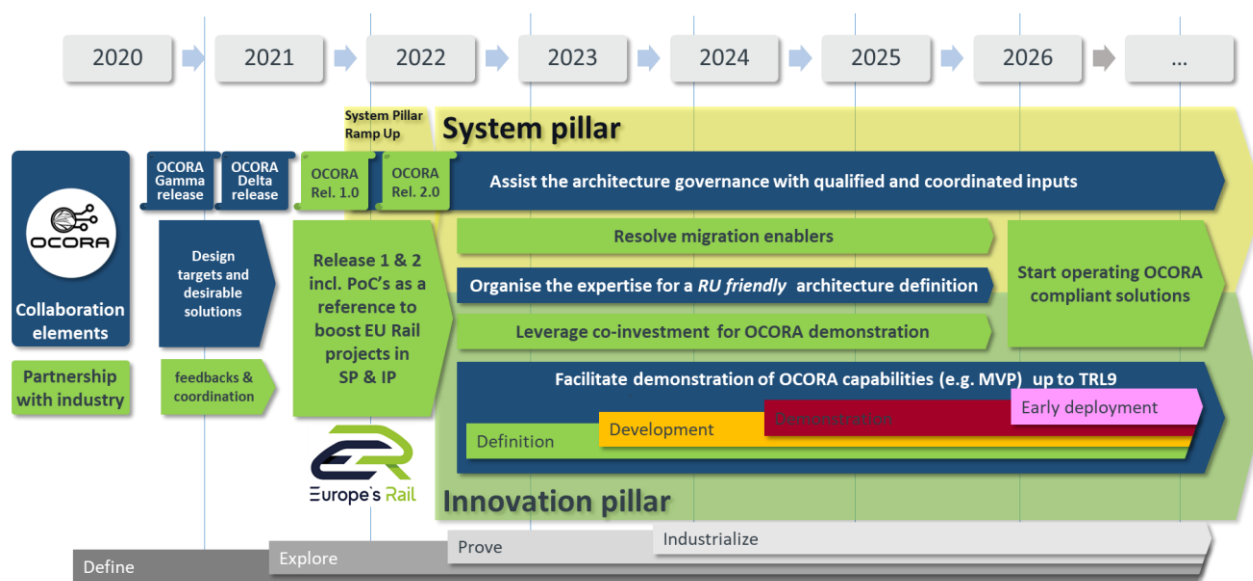 2020
2021
2022
2023
2024
2025
2026
...
System Pillar
Ramp Up
System pillar
OCORA
Gamma
release
OCORA
Delta
release
OCORA
Rel. 1.0
OCORA
Rel. 2.0
Assist the architecture governance with qualified and coordinated inputs
OCORA
Collaboration
elements
Design
targets and
desirable
solutions
Release 1 & 2
incl. PoC's as a
reference to
boost EU Rail
projects in
SP & IP
Resolve migration enablers
Organise the expertise for a RU friendly architecture definition
Leverage co-investment for OCORA demonstration
Start operating OCORA
compliant solutions
Partnership
with industry
feedbacks &
coordination
Facilitate demonstration of OCORA capabilities (e.g. MVP) up to TRL9
Definition
Development
Demonstration
Early deployment
ER
Europe's Rail
Innovation pillar
Define
Explore
Prove
Industrialize